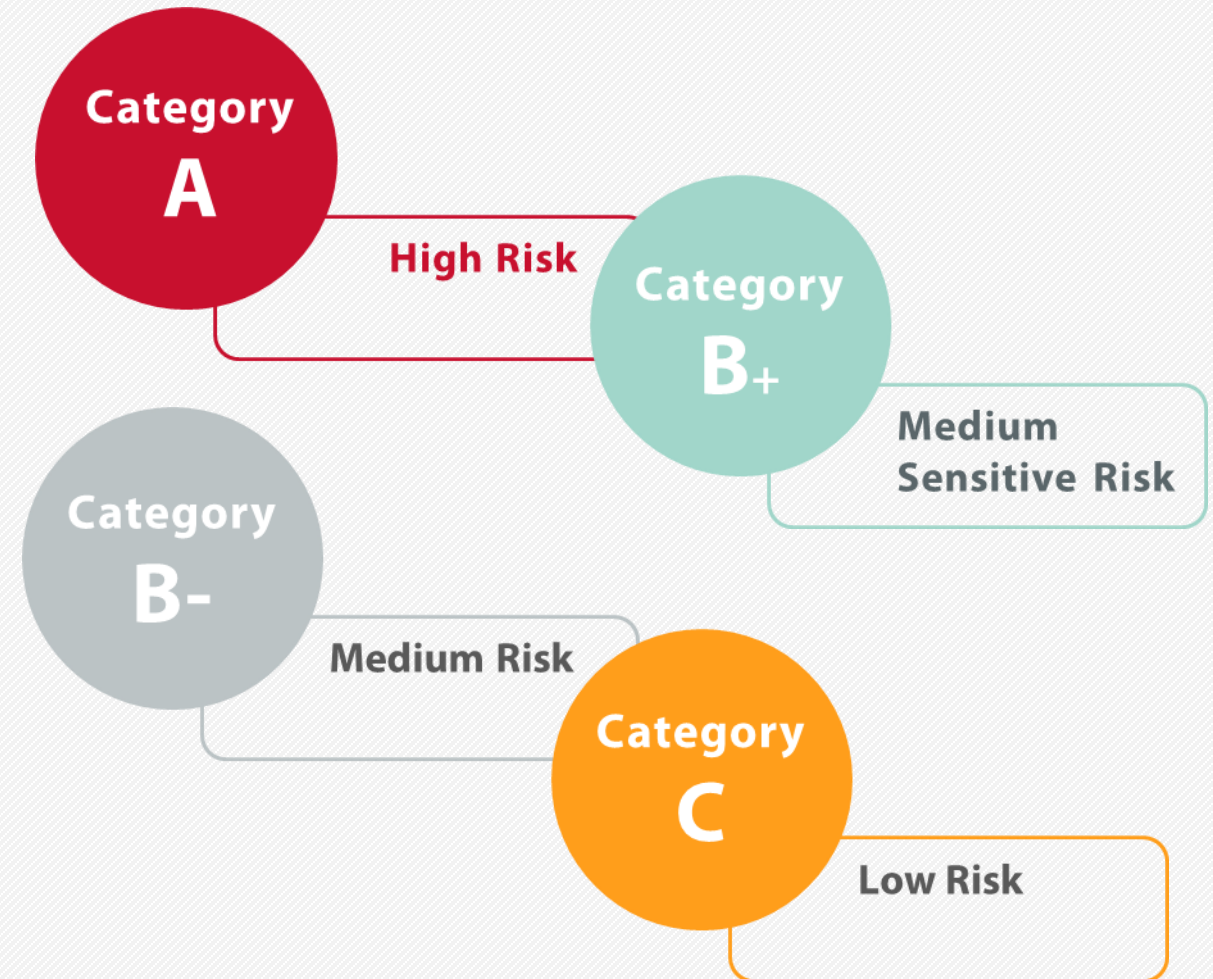 Category
A
High Risk
Category
B+
Medium
Sensitive Risk
Category
B-
Medium Risk
Category
C
Low Risk